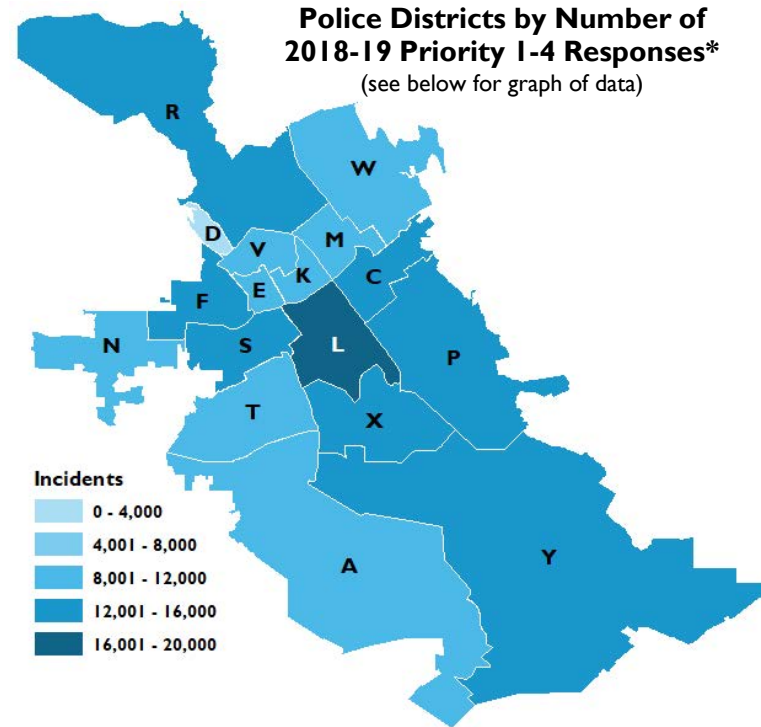 Police Districts by Number of
2018-19 Priority 1-4 Responses*
(see below for graph of data)
R
W
D
V
M
K
C
E
F
N
S
L
P
T
X
A
Y
Incidents
0 - 4,000
4,001 - 8,000
8,001 - 12,000
12,001 - 16,000
16,001 - 20,000